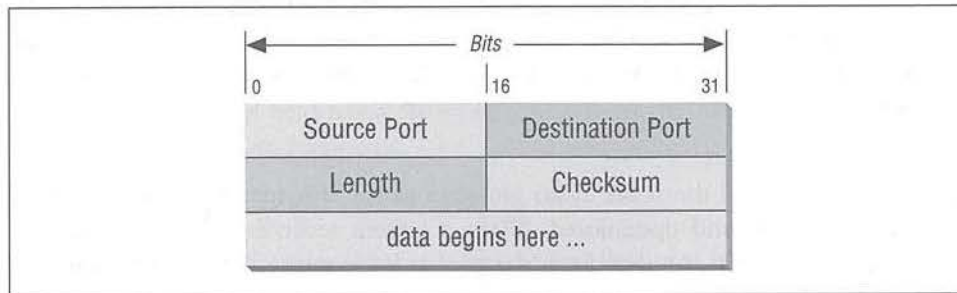 Bits
0 16 31
Source Port Destination Port
Length Checksum
data begins here ...